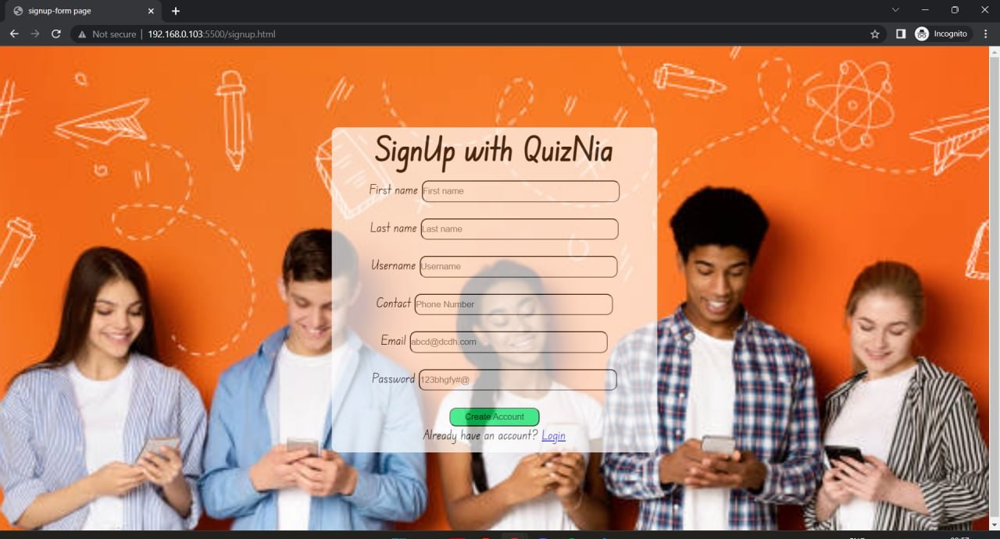 signup-form page
Not secure 192.168.0.103:5500/signup.html Incognito
SignUp with QuizNia
First name First name
Last name Last name
Username Username
Contact Phone Number
Email abcd@dcdh.com
Password 123bhgfy#@
Create Account
Already have an account? Login